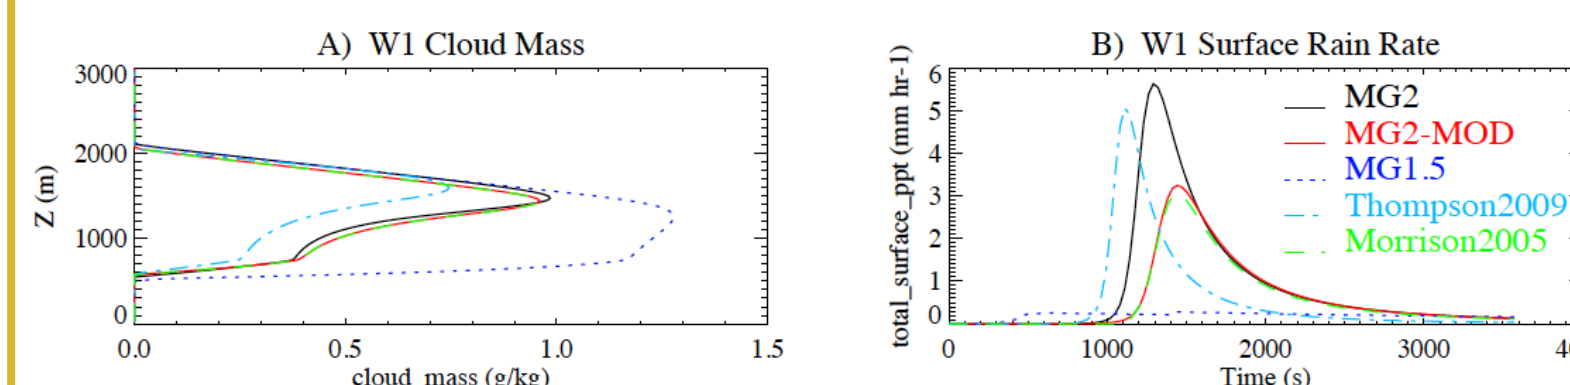 A) W1 Cloud Mass
3000
2000
1000
0
Z (m)
0.0 0.5 1.0 1.5
cloud_mass (g/kg)
B) W1 Surface Rain Rate
6
5
4
3
2
1
0
total_surface_ppt (mm hr-1)
MG2
MG2-MOD
MG1.5
Thompson2009
Morrison2005
0 1000 2000 3000
Time (s)